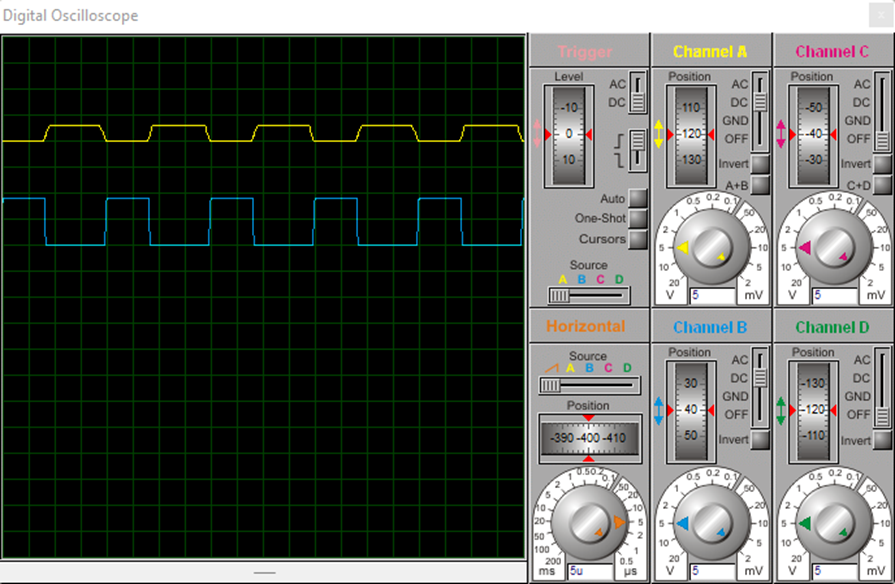 Digital Oscilloscope
Trigger
Level
-10
0
10
AC
DC
Auto
One-Shot
Cursors
Source
A B C D
Channel A
Position
110
120
130
AC
DC
GND
OFF
Invert
A+B
2 1 0.5 0.2 0.1 50
5 20
10 10
20 5
2
V 5 mV
Channel C
Position
-50
-40
-30
AC
DC
GND
OFF
Invert
C+D
2 1 0.5 0.2 0.1 50
5 20
10 10
20 5
2
V 5 mV
Horizontal
Source
A B C D
Position
-390 -400 -410
2 1 0.5 0.2
5 50
10 20
20 10
50 5
100 2
200 1
0.5
ms 5u µs
Channel B
Position
30
40
50
AC
DC
GND
OFF
Invert
2 1 0.5 0.2 0.1 50
5 20
10 10
20 5
2
V 5 mV
Channel D
Position
-130
-120
-110
AC
DC
GND
OFF
Invert
2 1 0.5 0.2 0.1 50
5 20
10 10
20 5
2
V 5 mV